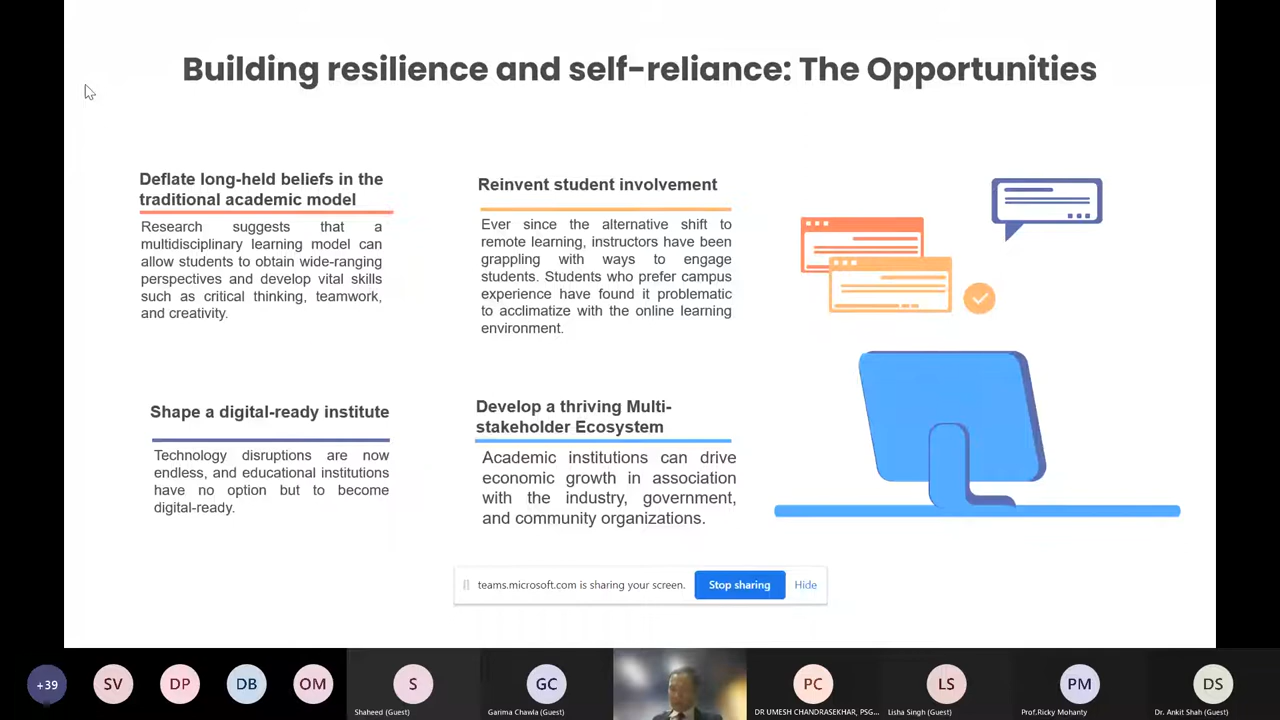 Building resilience and self-reliance: The Opportunities
Deflate long-held beliefs in the
traditional academic model
Research suggests that a
multidisciplinary learning model can
allow students to obtain wide-ranging
perspectives and develop vital skills
such as critical thinking, teamwork,
and creativity.
Reinvent student involvement
Ever since the alternative shift to
remote learning, instructors have been
grappling with ways to engage
students. Students who prefer campus
experience have found it problematic
to acclimatize with the online learning
environment.
Shape a digital-ready institute
Technology disruptions are now
endless, and educational institutions
have no option but to become
digital-ready.
Develop a thriving Multi-
stakeholder Ecosystem
Academic institutions can drive
economic growth in association
with the industry, government,
and community organizations.
teams.microsoft.com is sharing your screen.
Stop sharing
Hide
+39
SV
DP
DB
OM
S
Shaheed (Guest)
GC
Garima Chawla (Guest)
PC
DR UMESH CHANDRASEKHAR, PSG...
LS
Lisha Singh (Guest)
PM
Prof.Ricky Mohanty
DS
Dr. Ankit Shah (Guest)